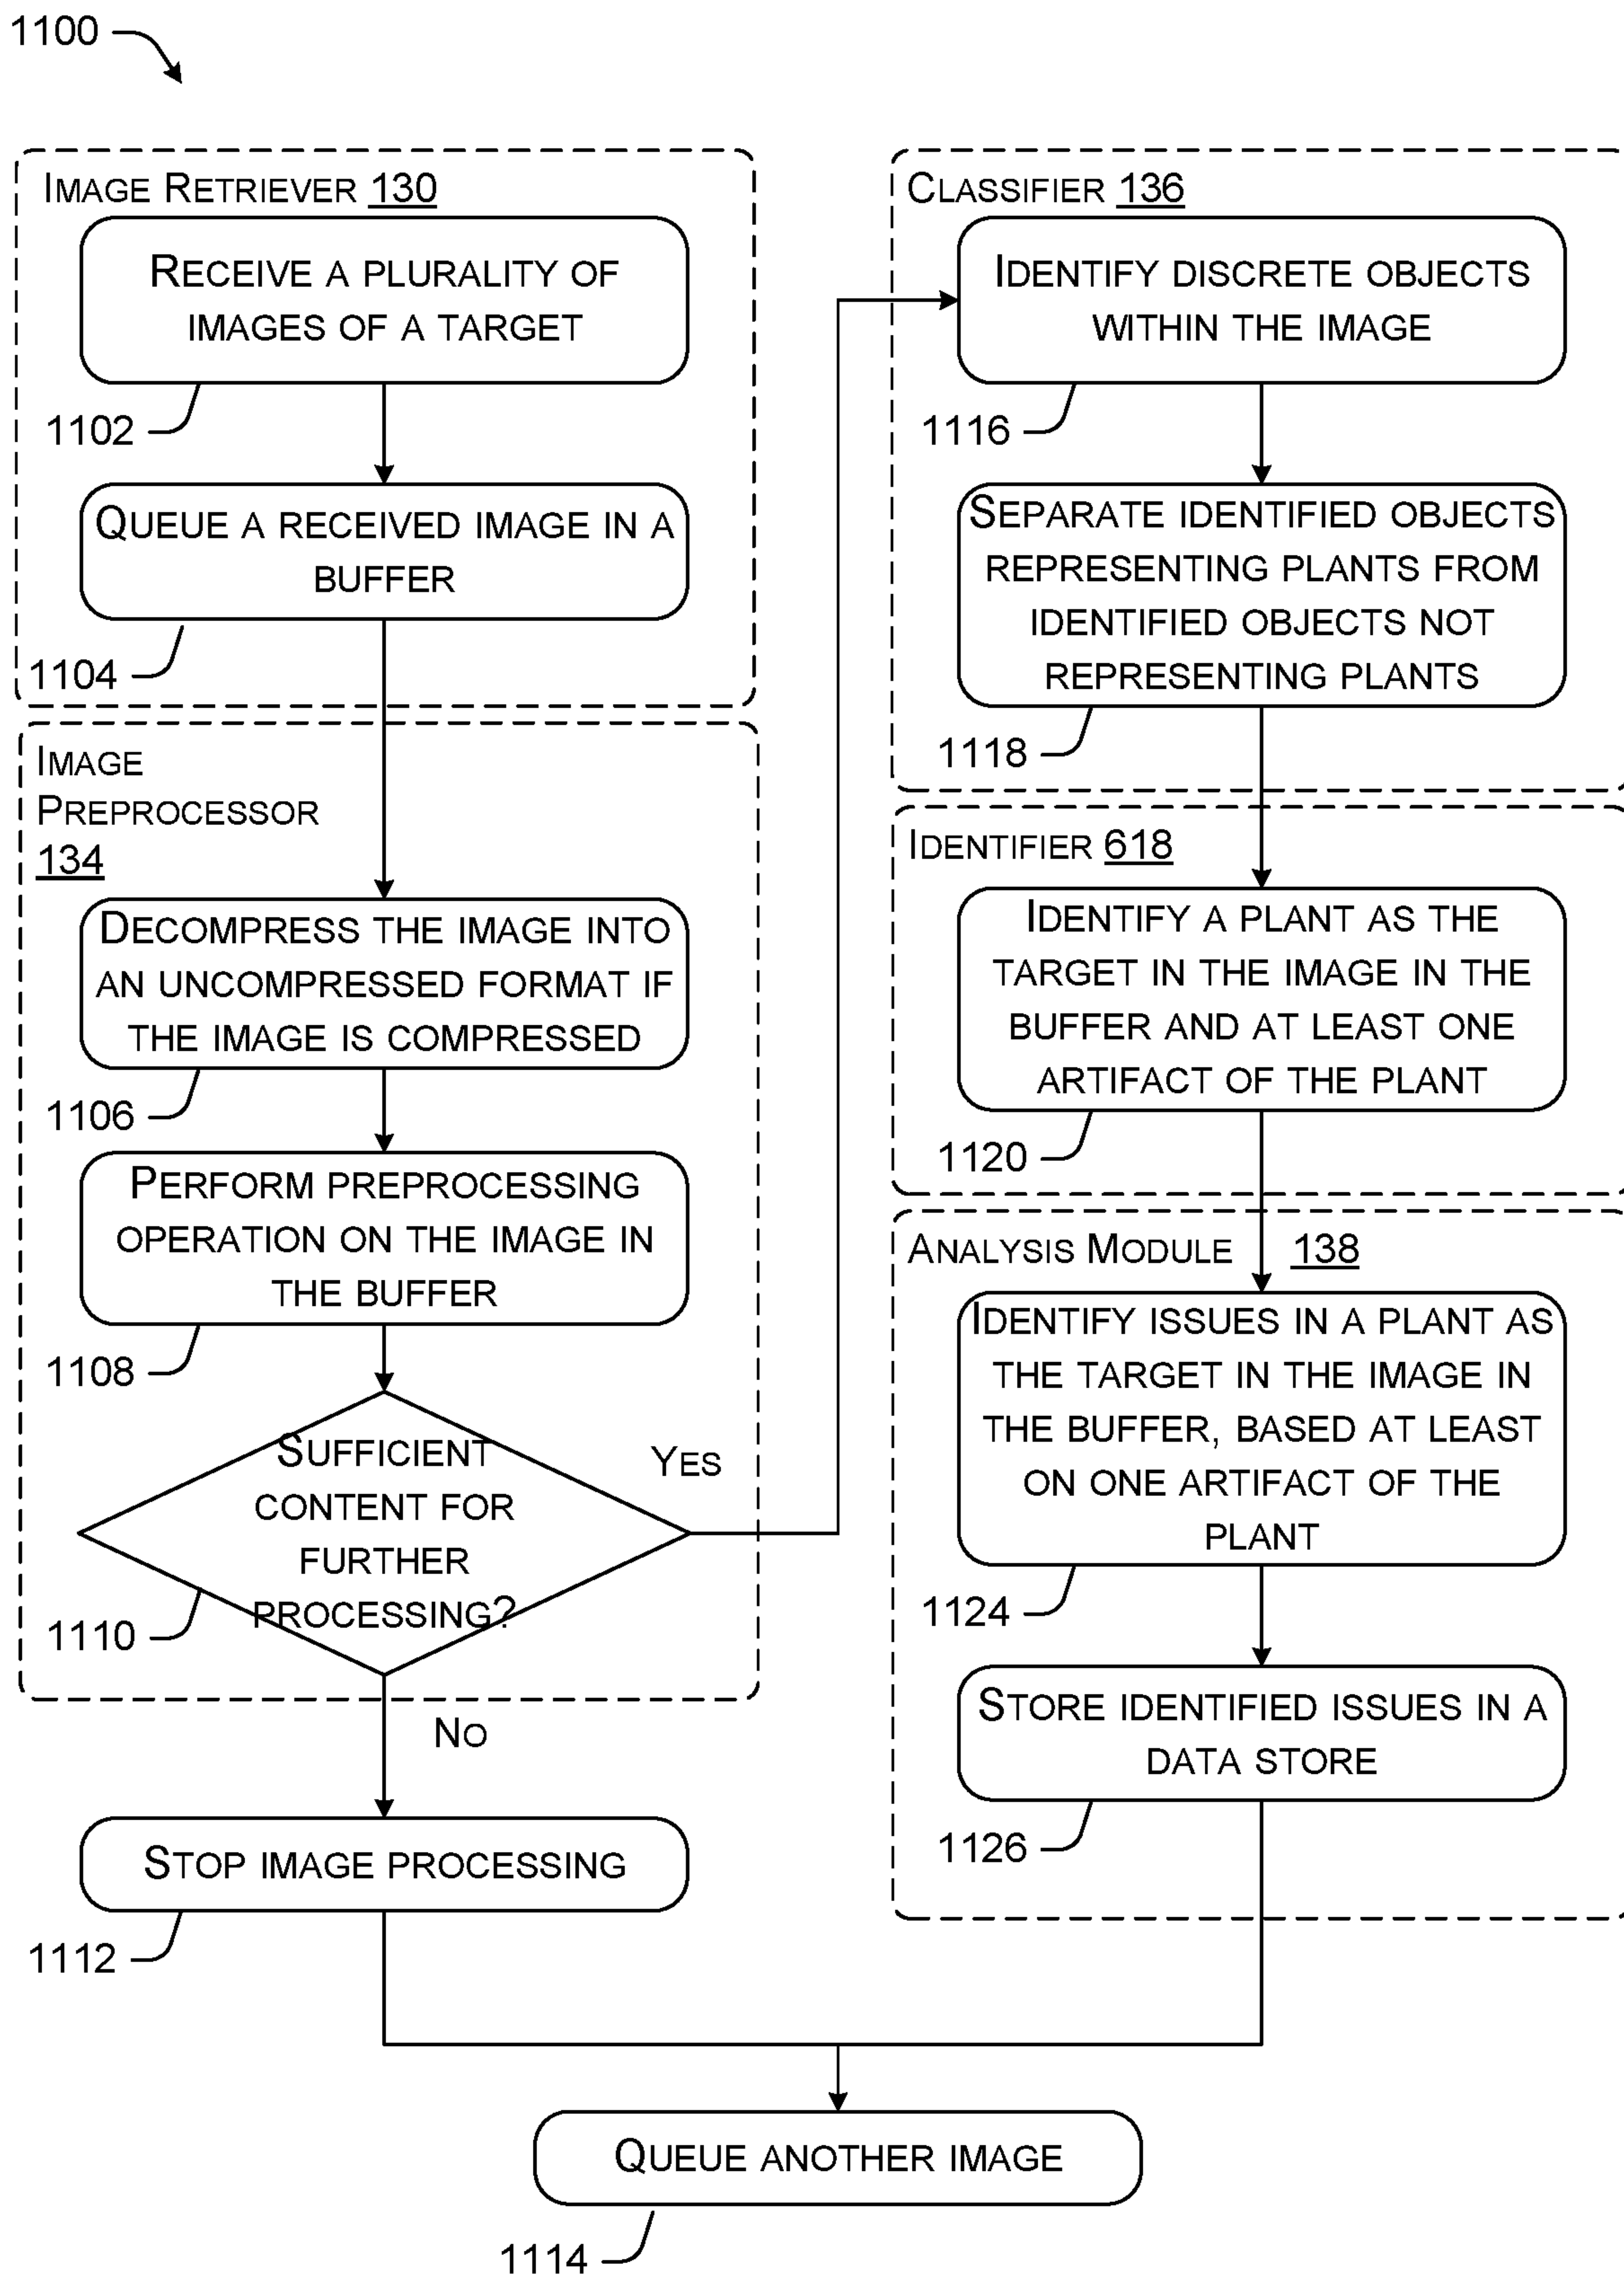 1100
IMAGE RETRIEVER 130
RECEIVE A PLURALITY OF
IMAGES OF A TARGET
1102
QUEUE A RECEIVED IMAGE IN A
BUFFER
1104
IMAGE
PREPROCESSOR
134
DECOMPRESS THE IMAGE INTO
AN UNCOMPRESSED FORMAT IF
THE IMAGE IS COMPRESSED
1106
PERFORM PREPROCESSING
OPERATION ON THE IMAGE IN
THE BUFFER
1108
SUFFICIENT
CONTENT FOR
FURTHER
PROCESSING?
1110
YES
NO
STOP IMAGE PROCESSING
1112
CLASSIFIER 136
IDENTIFY DISCRETE OBJECTS
WITHIN THE IMAGE
1116
SEPARATE IDENTIFIED OBJECTS
REPRESENTING PLANTS FROM
IDENTIFIED OBJECTS NOT
REPRESENTING PLANTS
1118
IDENTIFIER 618
IDENTIFY A PLANT AS THE
TARGET IN THE IMAGE IN THE
BUFFER AND AT LEAST ONE
ARTIFACT OF THE PLANT
1120
ANALYSIS MODULE 138
IDENTIFY ISSUES IN A PLANT AS
THE TARGET IN THE IMAGE IN
THE BUFFER, BASED AT LEAST
ON ONE ARTIFACT OF THE
PLANT
1124
STORE IDENTIFIED ISSUES IN A
DATA STORE
1126
QUEUE ANOTHER IMAGE
1114